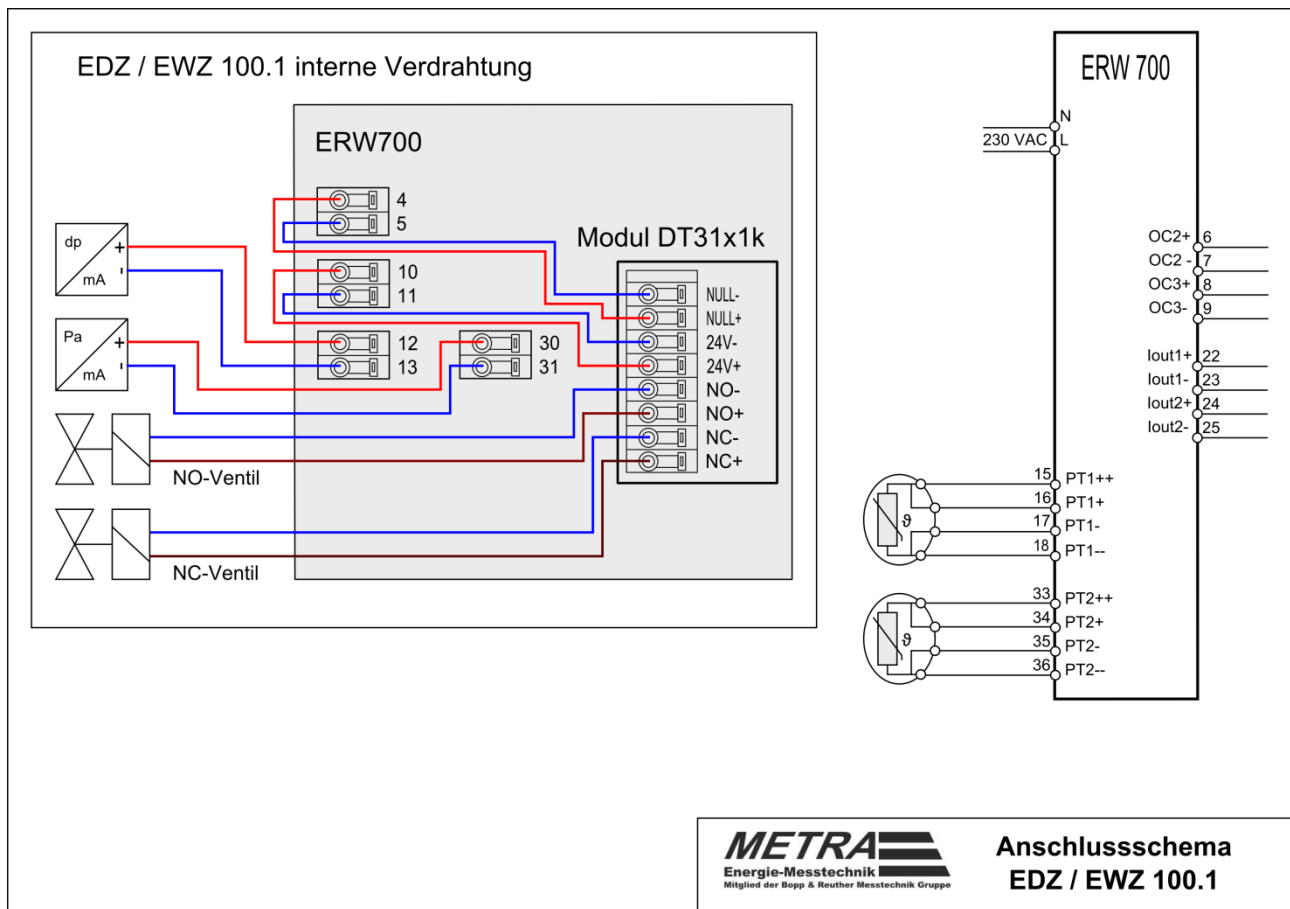 EDZ / EWZ 100.1 interne Verdrahtung
ERW700
4
5
Modul DT31x1k
dp
+
-
mA
10
11
NULL-
NULL+
24V-
24V+
NO-
NO+
NC-
NC+
Pa
+
-
mA
12
13
30
31
NO-Ventil
NC-Ventil
ERW 700
N
230 VAC
L
OC2+ 6
OC2 - 7
OC3+ 8
OC3- 9
Iout1+ 22
Iout1- 23
Iout2+ 24
Iout2- 25
15 PT1++
16 PT1+
17 PT1-
18 PT1--
ϑ
33 PT2++
34 PT2+
35 PT2-
36 PT2--
ϑ
METRA
Energie-Messtechnik
Mitglied der Bopp & Reuther Messtechnik Gruppe
Anschlussschema
EDZ / EWZ 100.1